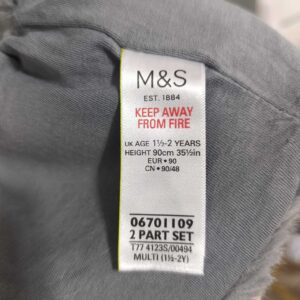 M&S
EST. 1884
KEEP AWAY
FROM FIRE
UK AGE 1½-2 YEARS
HEIGHT 90cm 35½in
EUR • 90
CN • 90/48
06701109
2 PART SET
T77 4123S/00494
MULTI (1½-2Y)